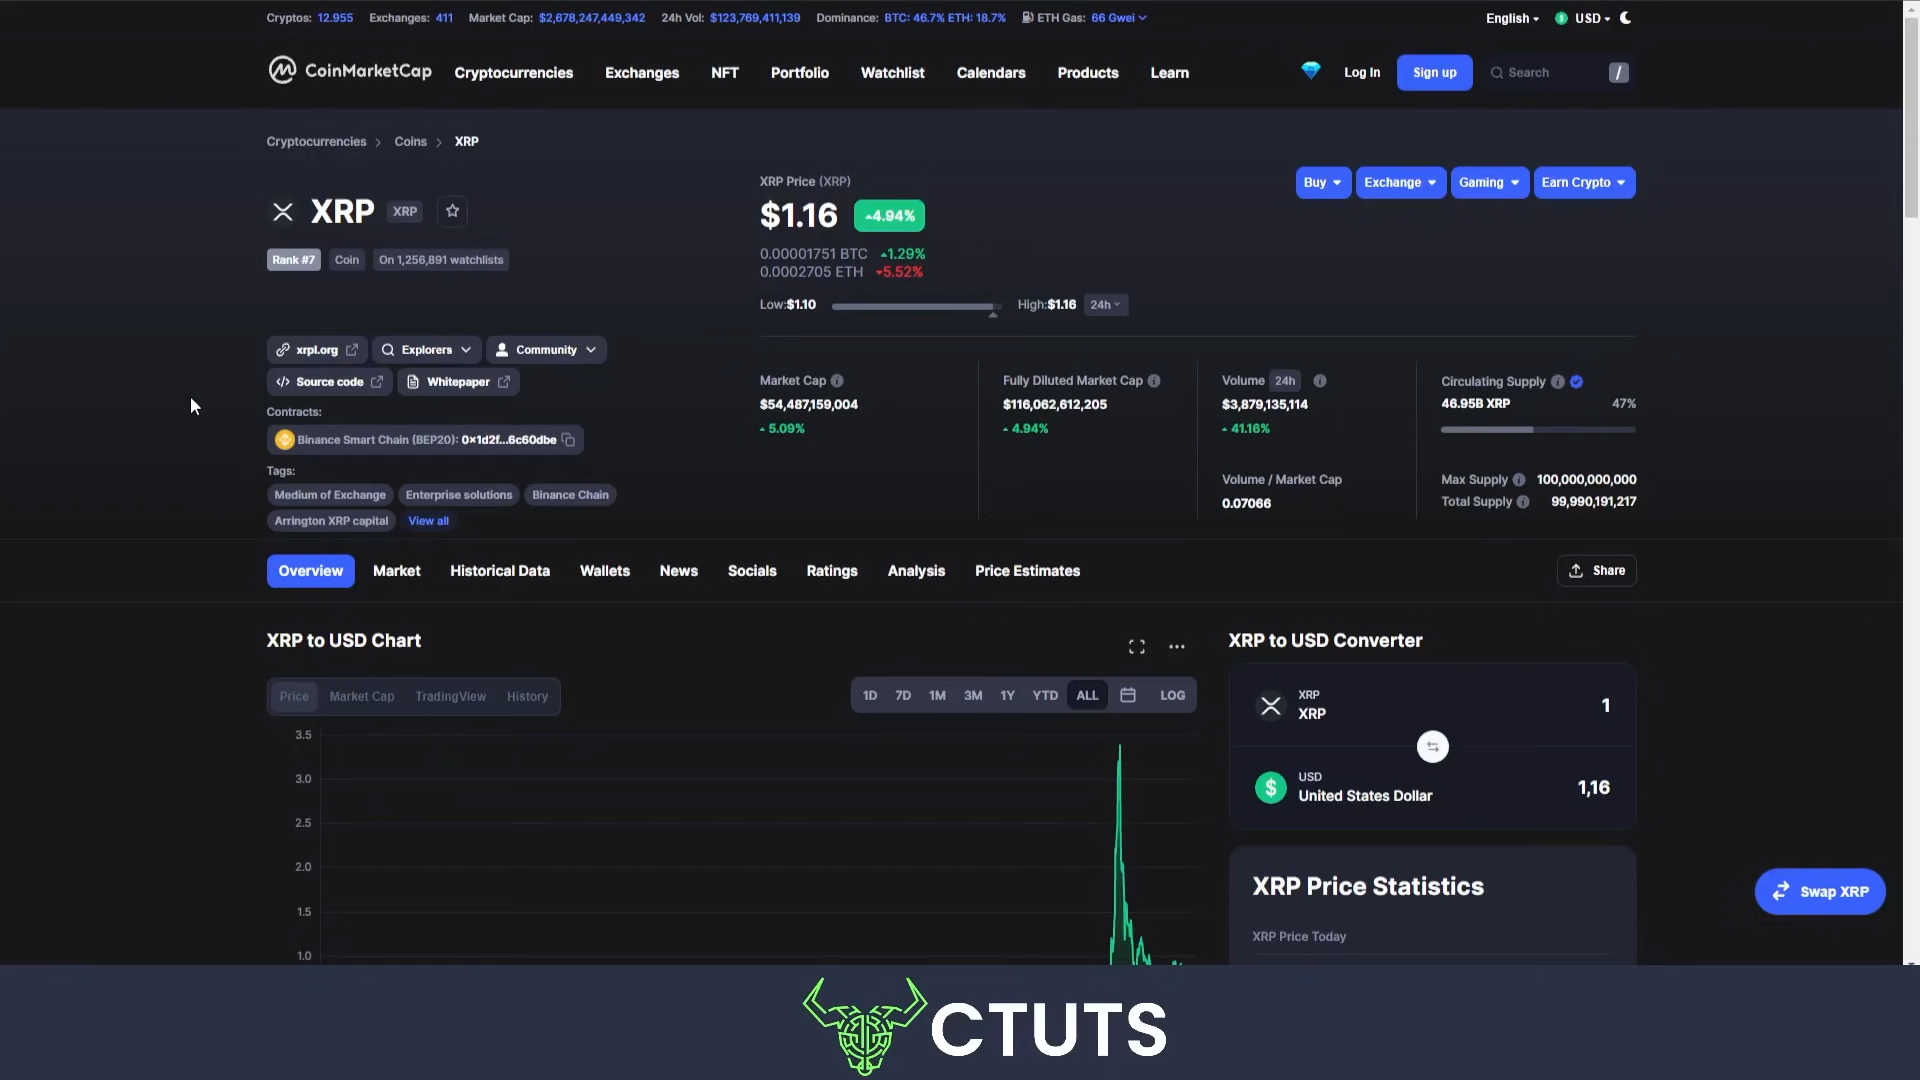 Cryptos: 12.955 Exchanges: 411 Market Cap: $2,678,247,449,342 24h Vol: $123,769,411,139 Dominance: BTC: 46.7% ETH: 18.7% ETH Gas: 66 Gwei English USD
CoinMarketCap Cryptocurrencies Exchanges NFT Portfolio Watchlist Calendars Products Learn Log In Sign up Search /
Cryptocurrencies > Coins > XRP
XRP Price (XRP)
Buy Exchange Gaming Earn Crypto
XRP XRP
$1.16 4.94%
0.00001751 BTC 1.29%
Rank #7 Coin On 1,256,891 watchlists
0.0002705 ETH 5.52%
Low:$1.10 High:$1.16 24h
xrpl.org Explorers Community
Source code Whitepaper
Contracts:
Binance Smart Chain (BEP20): 0x1d2f...6c60dbe
Tags:
Medium of Exchange Enterprise solutions Binance Chain
Arrington XRP capital View all
Market Cap
$54,487,159,004
5.09%
Fully Diluted Market Cap
$116,062,612,205
4.94%
Volume 24h
$3,879,135,114
41.16%
Volume / Market Cap
0.07066
Circulating Supply
46.95B XRP 47%
Max Supply 100,000,000,000
Total Supply 99,990,191,217
Overview Market Historical Data Wallets News Socials Ratings Analysis Price Estimates Share
XRP to USD Chart
Price Market Cap TradingView History 1D 7D 1M 3M 1Y YTD ALL LOG
3.5
3.0
2.5
2.0
1.5
1.0
XRP to USD Converter
XRP
XRP 1
USD
United States Dollar 1,16
XRP Price Statistics
XRP Price Today
Swap XRP
CTUTS